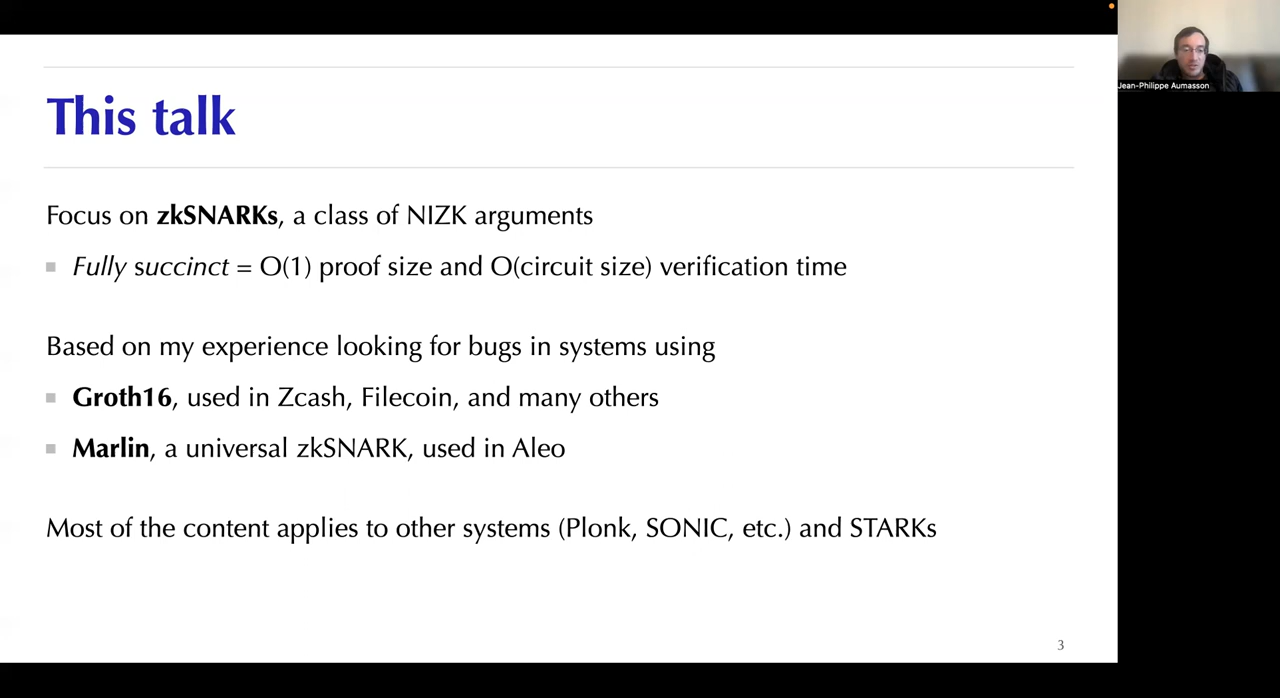 Jean-Philippe Aumasson
This talk
Focus on zkSNARKs, a class of NIZK arguments
Fully succinct = O(1) proof size and O(circuit size) verification time
Based on my experience looking for bugs in systems using
Groth16, used in Zcash, Filecoin, and many others
Marlin, a universal zkSNARK, used in Aleo
Most of the content applies to other systems (Plonk, SONIC, etc.) and STARKs
3